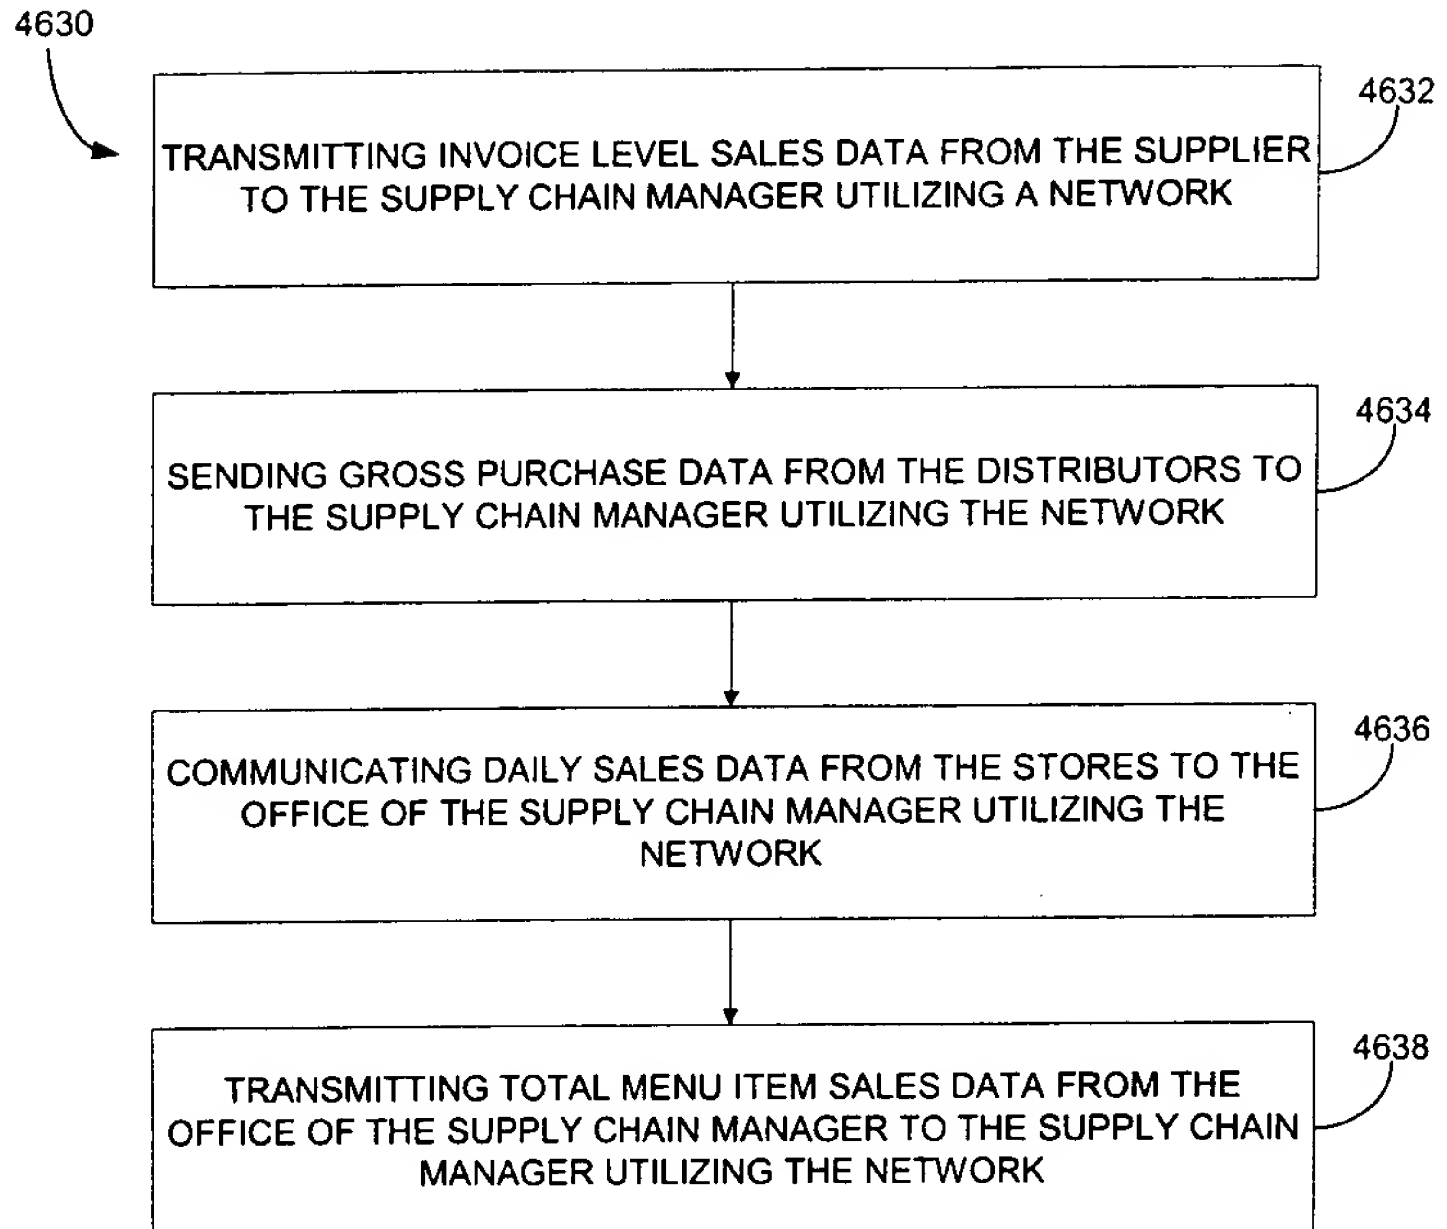 4630
4632
TRANSMITTING INVOICE LEVEL SALES DATA FROM THE SUPPLIER
TO THE SUPPLY CHAIN MANAGER UTILIZING A NETWORK
4634
SENDING GROSS PURCHASE DATA FROM THE DISTRIBUTORS TO
THE SUPPLY CHAIN MANAGER UTILIZING THE NETWORK
4636
COMMUNICATING DAILY SALES DATA FROM THE STORES TO THE
OFFICE OF THE SUPPLY CHAIN MANAGER UTILIZING THE
NETWORK
4638
TRANSMITTING TOTAL MENU ITEM SALES DATA FROM THE
OFFICE OF THE SUPPLY CHAIN MANAGER TO THE SUPPLY CHAIN
MANAGER UTILIZING THE NETWORK